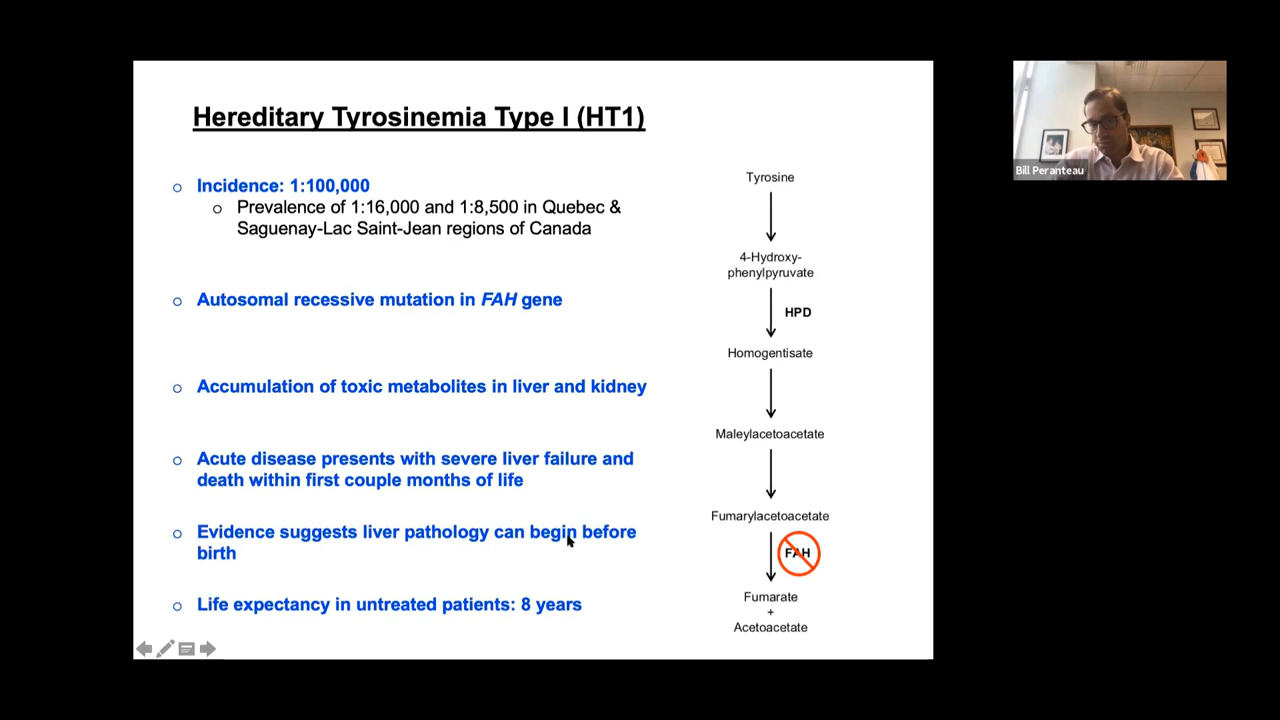 Hereditary Tyrosinemia Type I (HT1)
Incidence: 1:100,000
Prevalence of 1:16,000 and 1:8,500 in Quebec &
Saguenay-Lac Saint-Jean regions of Canada
Autosomal recessive mutation in FAH gene
Accumulation of toxic metabolites in liver and kidney
Acute disease presents with severe liver failure and
death within first couple months of life
Evidence suggests liver pathology can begin before
birth
Life expectancy in untreated patients: 8 years
Tyrosine
4-Hydroxy-
phenylpyruvate
HPD
Homogentisate
Maleylacetoacetate
Fumarylacetoacetate
FAH
Fumarate
+
Acetoacetate
Bill Peranteau